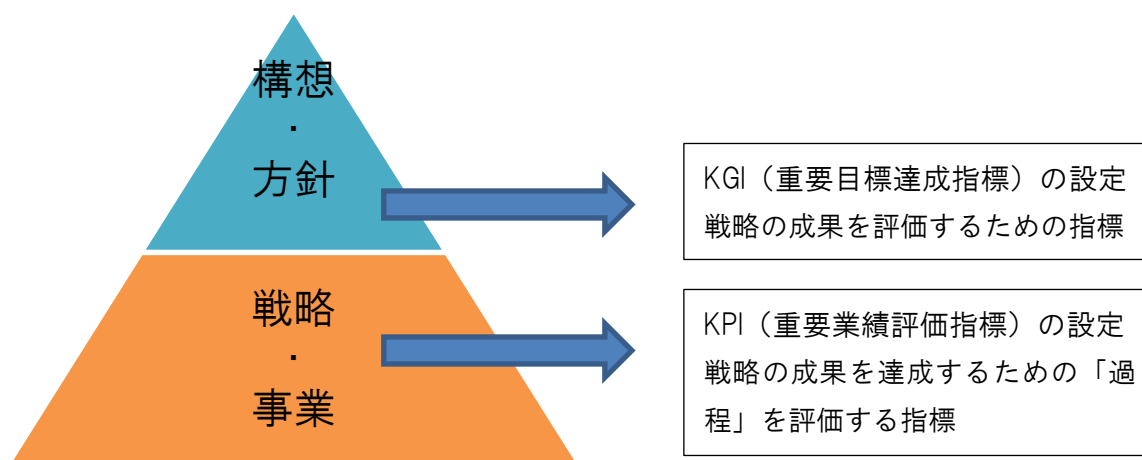 構想
・
方針
KGI（重要目標達成指標）の設定
戦略の成果を評価するための指標
戦略
・
事業
KPI（重要業績評価指標）の設定
戦略の成果を達成するための「過
程」を評価する指標